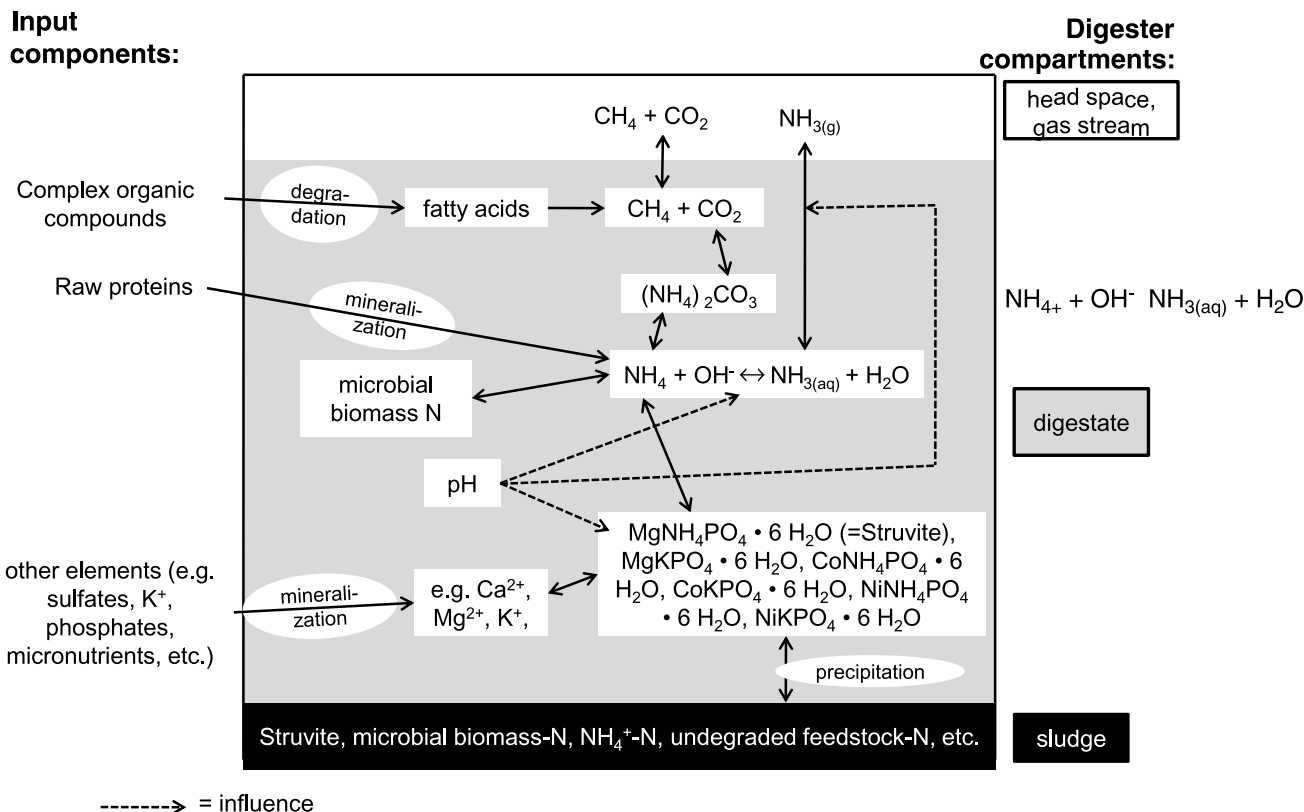 Input
components:
Digester
compartments:
head space,
gas stream
CH₄ + CO₂
NH₃₍g₎
Complex organic
compounds
degra-
dation
fatty acids
CH₄ + CO₂
Raw proteins
minerali-
zation
(NH₄) ₂CO₃
NH₄₊ + OH⁻ NH₃₍aq₎ + H₂O
microbial
biomass N
NH₄ + OH⁻ ↔ NH₃₍aq₎ + H₂O
digestate
pH
MgNH₄PO₄ • 6 H₂O (=Struvite),
MgKPO₄ • 6 H₂O, CoNH₄PO₄ • 6
H₂O, CoKPO₄ • 6 H₂O, NiNH₄PO₄
• 6 H₂O, NiKPO₄ • 6 H₂O
other elements (e.g.
sulfates, K⁺,
phosphates,
micronutrients, etc.)
minerali-
zation
e.g. Ca²⁺,
Mg²⁺, K⁺,
precipitation
Struvite, microbial biomass-N, NH₄⁺-N, undegraded feedstock-N, etc.
sludge
= influence